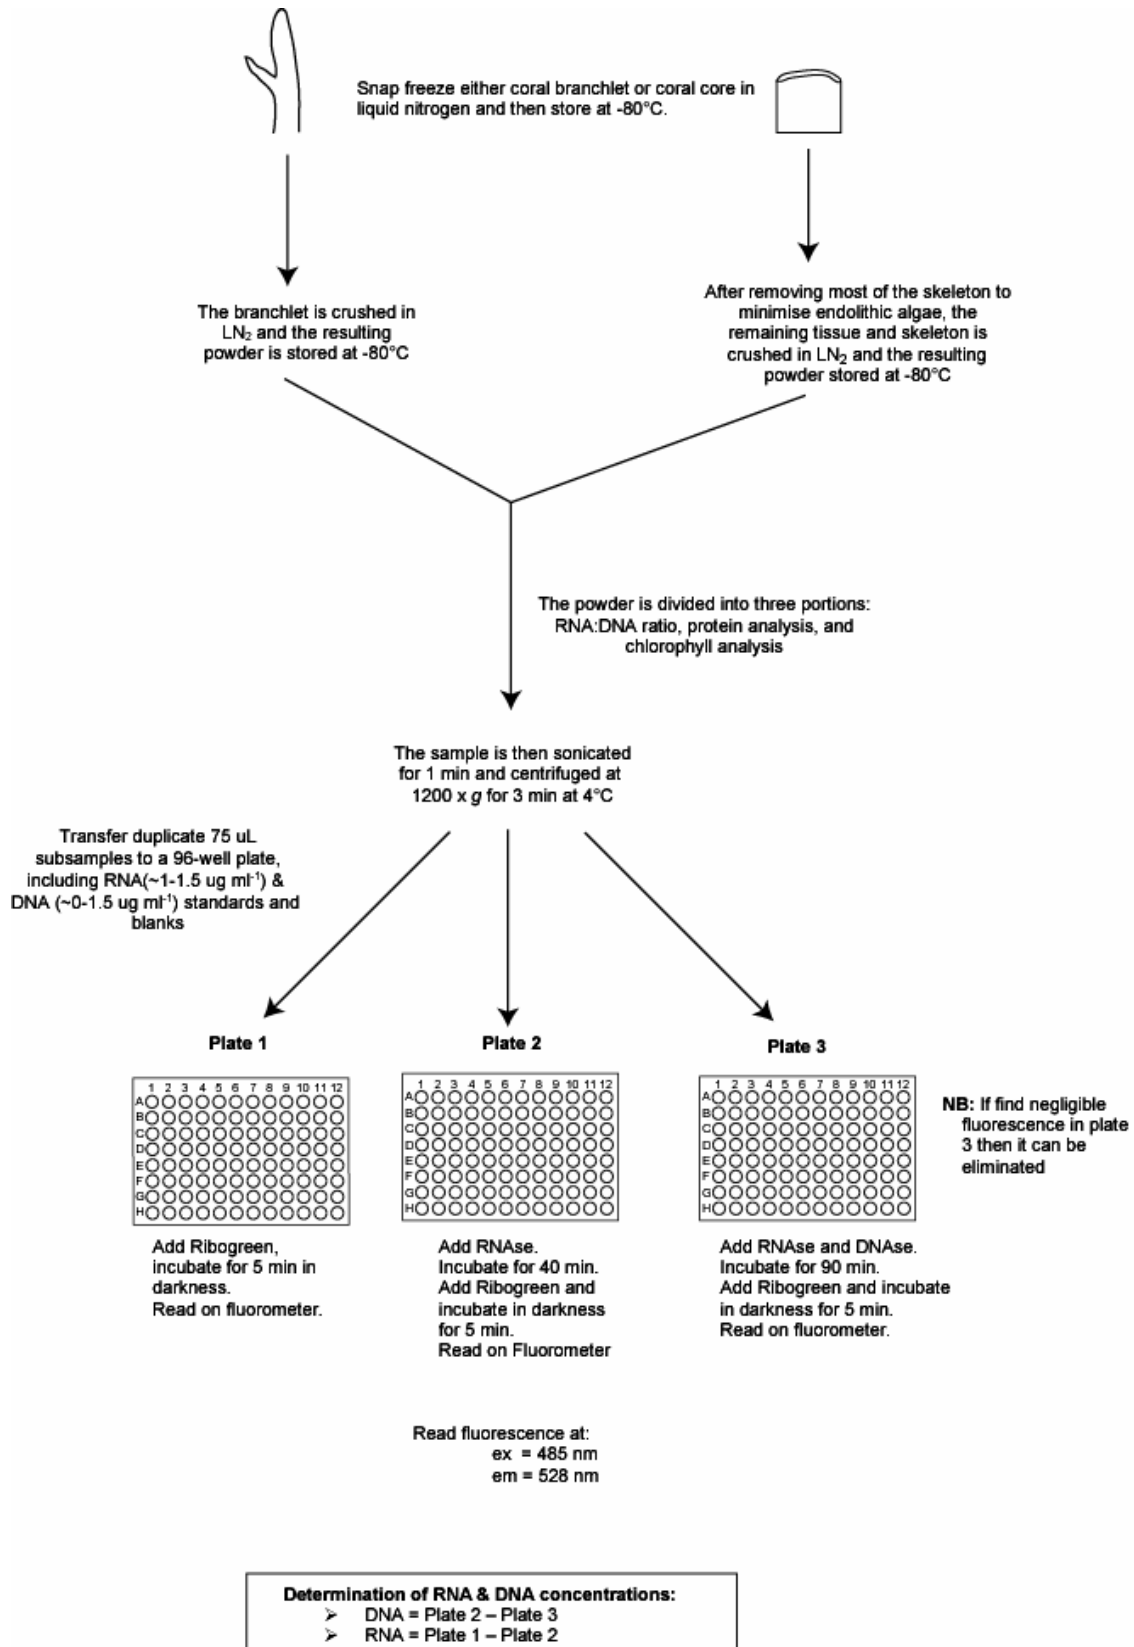 Snap freeze either coral branchlet or coral core in
liquid nitrogen and then store at -80°C.
The branchlet is crushed in
LN₂ and the resulting
powder is stored at -80°C
After removing most of the skeleton to
minimise endolithic algae, the
remaining tissue and skeleton is
crushed in LN₂ and the resulting
powder stored at -80°C
The powder is divided into three portions:
RNA:DNA ratio, protein analysis, and
chlorophyll analysis
The sample is then sonicated
for 1 min and centrifuged at
1200 x g for 3 min at 4°C
Transfer duplicate 75 uL
subsamples to a 96-well plate,
including RNA(~1-1.5 ug ml⁻¹) &
DNA (~0-1.5 ug ml⁻¹) standards and
blanks
Plate 1
1 2 3 4 5 6 7 8 9 10 11 12
A
B
C
D
E
F
G
H
Add Ribogreen,
incubate for 5 min in
darkness.
Read on fluorometer.
Plate 2
1 2 3 4 5 6 7 8 9 10 11 12
A
B
C
D
E
F
G
H
Add RNAse.
Incubate for 40 min.
Add Ribogreen and
incubate in darkness
for 5 min.
Read on Fluorometer
Plate 3
1 2 3 4 5 6 7 8 9 10 11 12
A
B
C
D
E
F
G
H
Add RNAse and DNAse.
Incubate for 90 min.
Add Ribogreen and incubate
in darkness for 5 min.
Read on fluorometer.
NB: If find negligible
fluorescence in plate
3 then it can be
eliminated
Read fluorescence at:
ex = 485 nm
em = 528 nm
Determination of RNA & DNA concentrations:
➢ DNA = Plate 2 – Plate 3
➢ RNA = Plate 1 – Plate 2